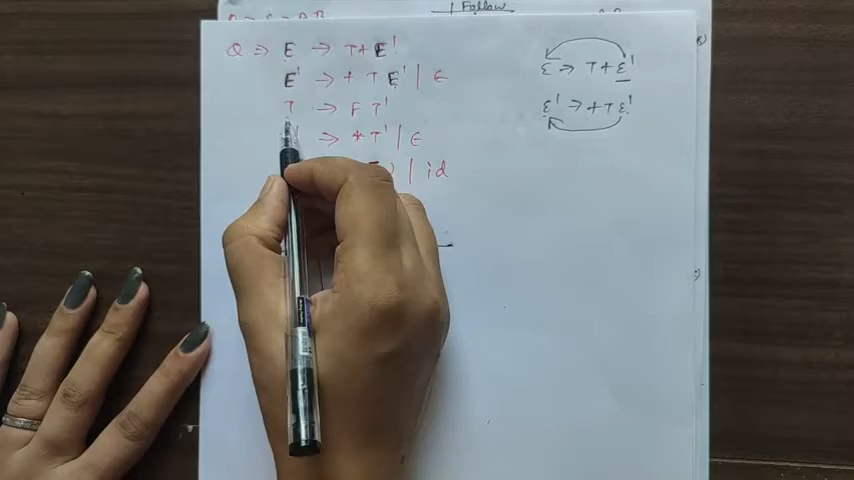 Follow
Q ⇒ E → T+E'
E' → + T E' | ∈
T → F T'
' → * T' | ∈
) | id
E → T+E'
E' → +TE'